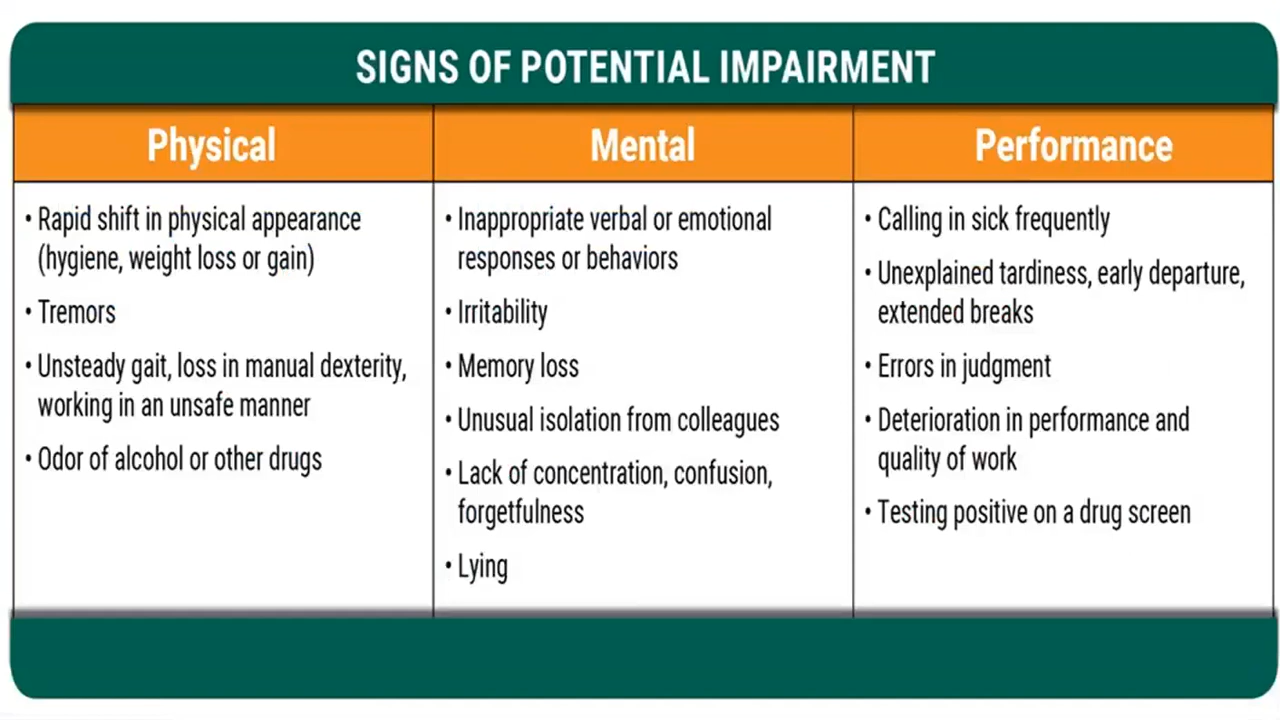 SIGNS OF POTENTIAL IMPAIRMENT
Physical
• Rapid shift in physical appearance
(hygiene, weight loss or gain)
• Tremors
• Unsteady gait, loss in manual dexterity,
working in an unsafe manner
• Odor of alcohol or other drugs
Mental
• Inappropriate verbal or emotional
responses or behaviors
• Irritability
• Memory loss
• Unusual isolation from colleagues
• Lack of concentration, confusion,
forgetfulness
• Lying
Performance
• Calling in sick frequently
• Unexplained tardiness, early departure,
extended breaks
• Errors in judgment
• Deterioration in performance and
quality of work
• Testing positive on a drug screen